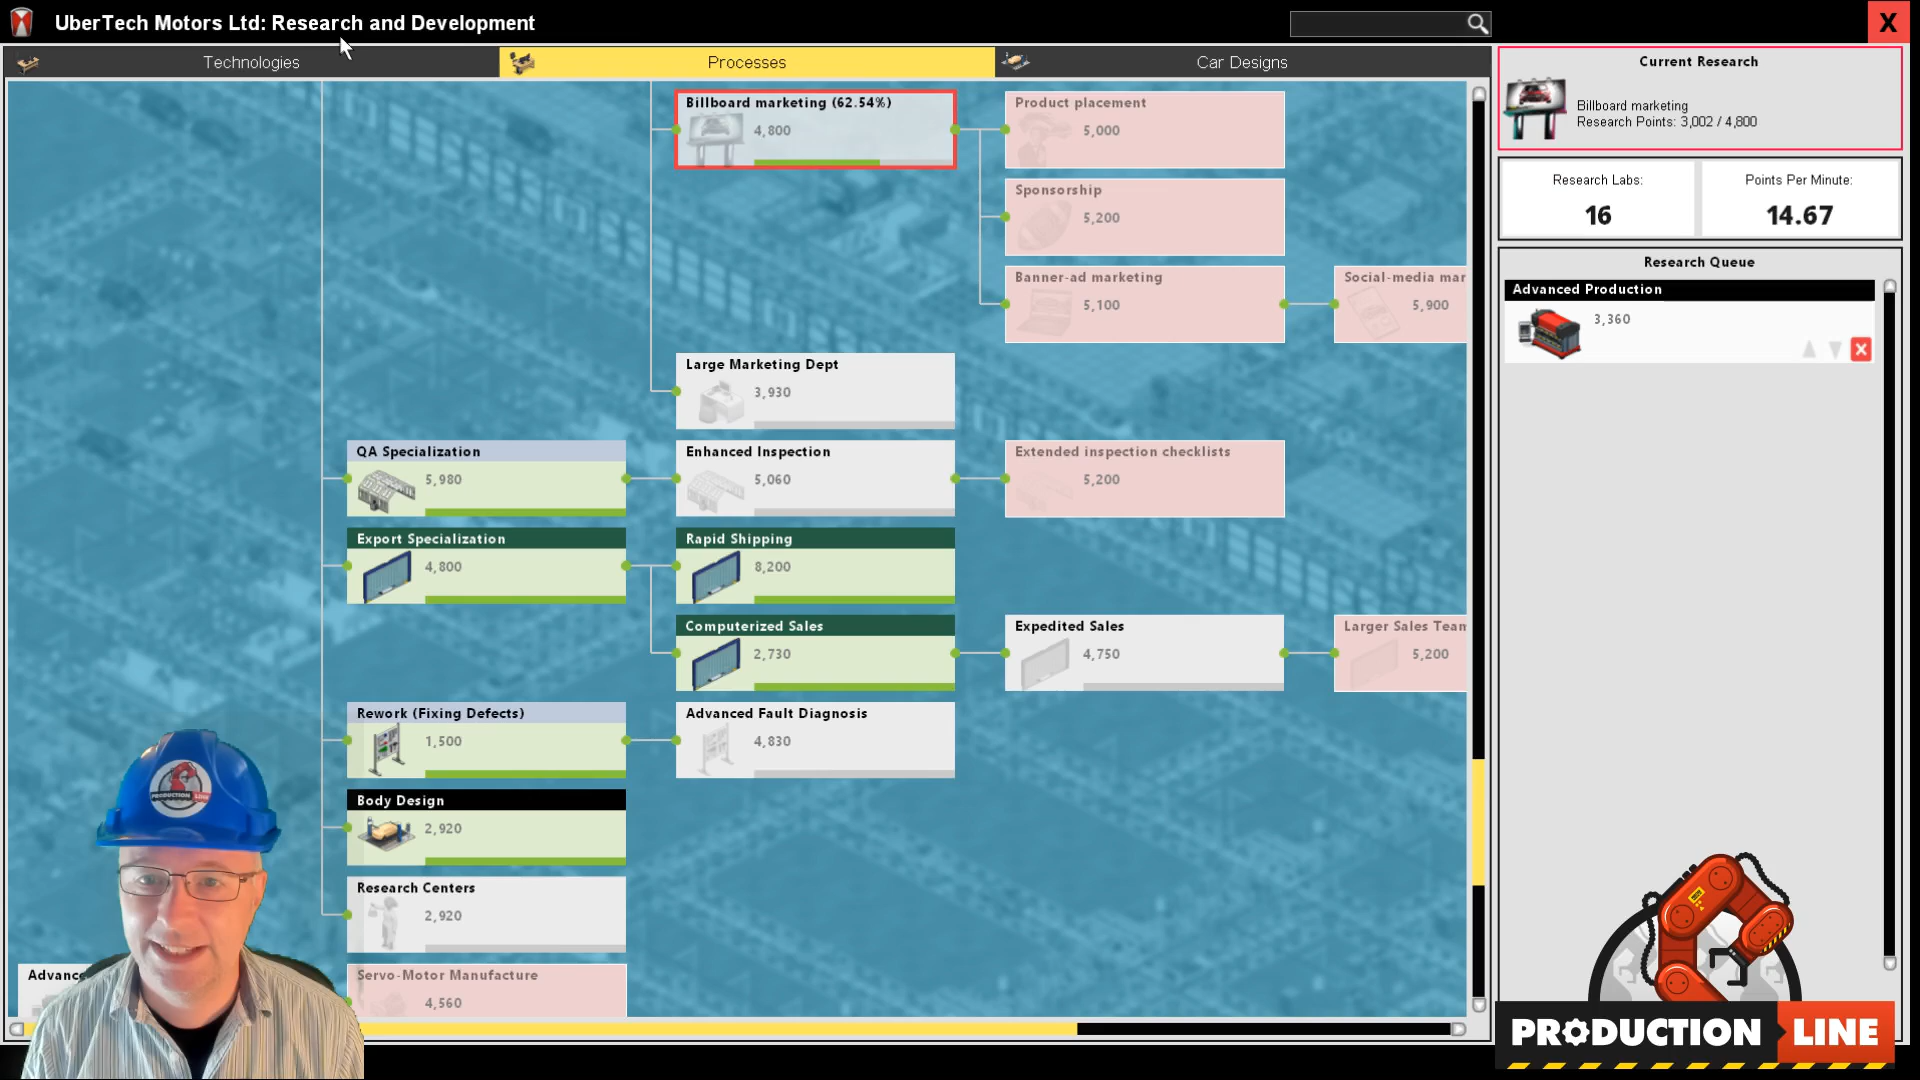 UberTech Motors Ltd: Research and Development
X
Technologies
Processes
Car Designs
Billboard marketing (62.54%)
4,800
Product placement
5,000
Sponsorship
5,200
Banner-ad marketing
5,100
Social-media mar
5,900
Large Marketing Dept
3,930
QA Specialization
5,980
Enhanced Inspection
5,060
Extended inspection checklists
5,200
Export Specialization
4,800
Rapid Shipping
8,200
Computerized Sales
2,730
Expedited Sales
4,750
Larger Sales Team
5,200
Rework (Fixing Defects)
1,500
Advanced Fault Diagnosis
4,830
Body Design
2,920
Research Centers
2,920
Advance
Servo-Motor Manufacture
4,560
Current Research
Billboard marketing
Research Points: 3,002 / 4,800
Research Labs:
16
Points Per Minute:
14.67
Research Queue
Advanced Production
3,360
X
PRODUCTION LINE
PRODUCTION LINE